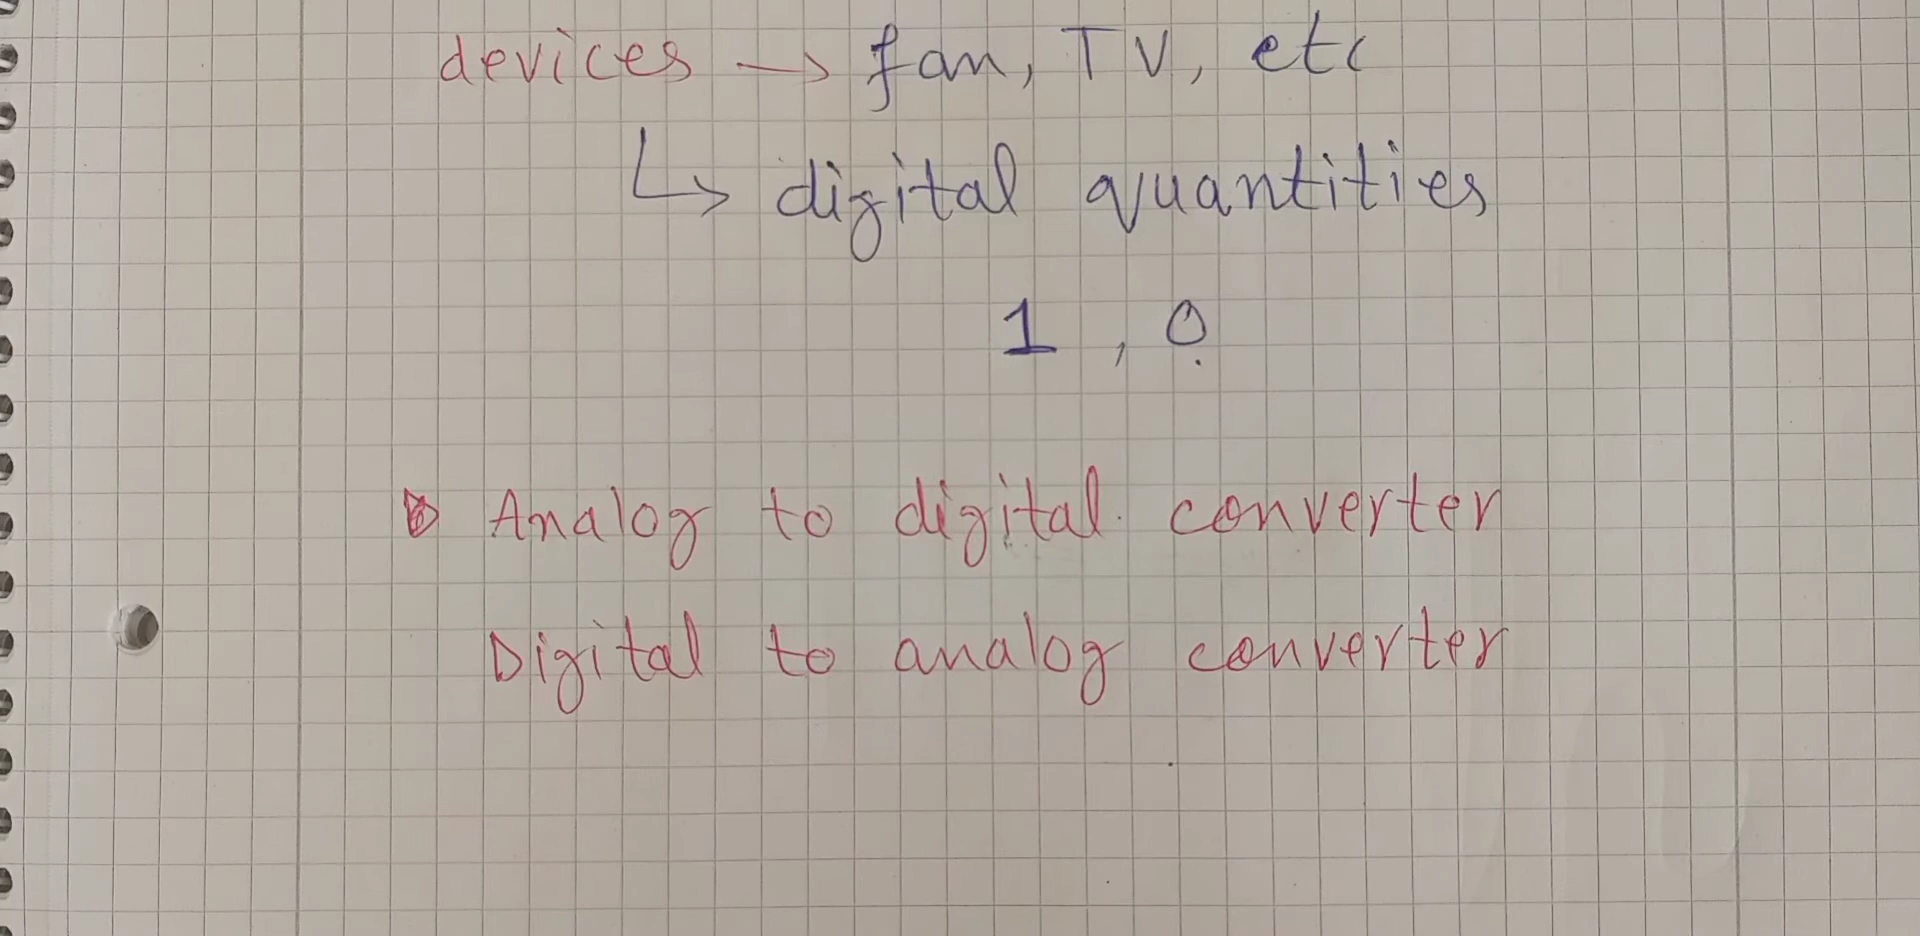 devices → fan, TV, etc
↳ digital quantities
1 , 0
Analog to digital converter
Digital to analog converter